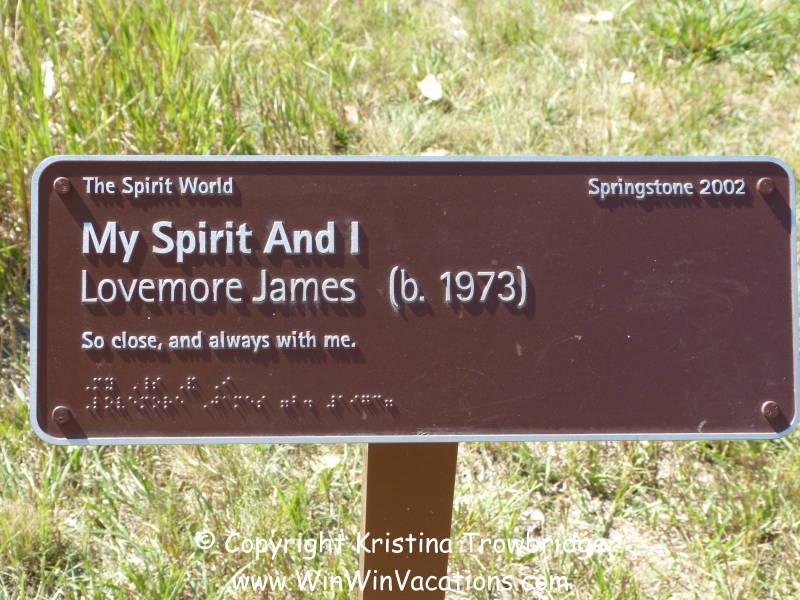 The Spirit World
Springstone 2002
My Spirit And I
Lovemore James (b. 1973)
So close, and always with me.
© Copyright Kristina Trowbridge
www.WinWinVacations.com